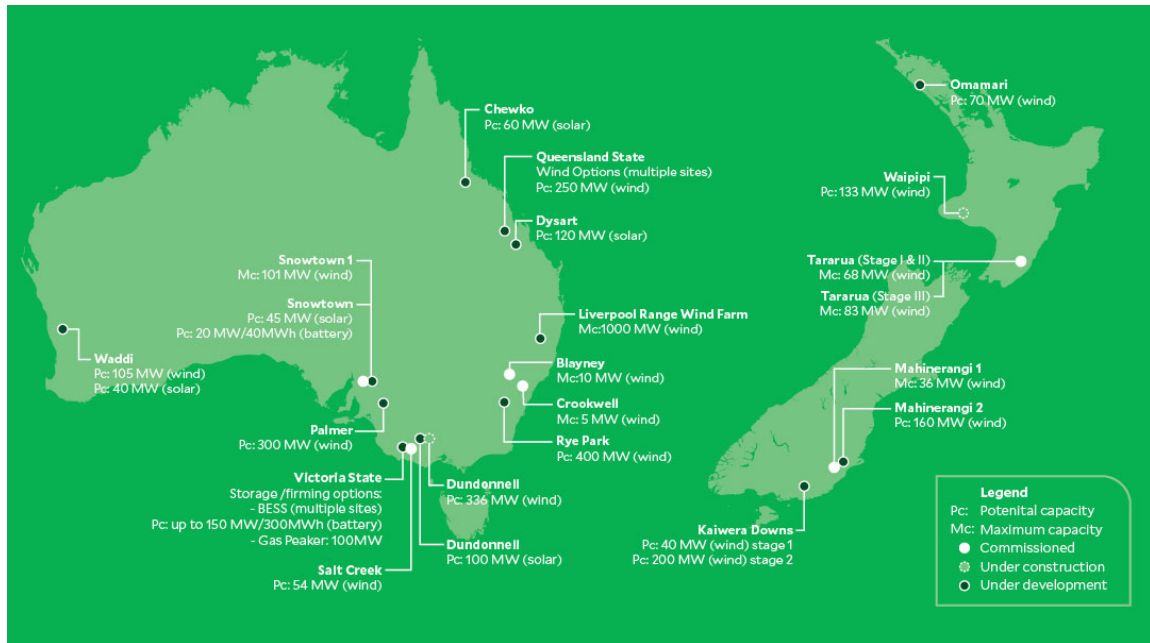 Chewko
Pc: 60 MW (solar)
Queensland State
Wind Options (multiple sites)
Pc: 250 MW (wind)
Dysart
Pc: 120 MW (solar)
Snowtown 1
Mc: 101 MW (wind)
Snowtown
Pc: 45 MW (solar)
Pc: 20 MW/40MWh (battery)
Waddi
Pc: 105 MW (wind)
Pc: 40 MW (solar)
Liverpool Range Wind Farm
Mc:1000 MW (wind)
Blayney
Mc:10 MW (wind)
Crookwell
Mc: 5 MW (wind)
Rye Park
Pc: 400 MW (wind)
Palmer
Pc: 300 MW (wind)
Victoria State
Storage /firming options:
- BESS (multiple sites)
Pc: up to 150 MW/300MWh (battery)
- Gas Peaker: 100MW
Dundonnell
Pc: 336 MW (wind)
Dundonnell
Pc: 100 MW (solar)
Salt Creek
Pc: 54 MW (wind)
Omamari
Pc: 70 MW (wind)
Waipipi
Pc: 133 MW (wind)
Tararua (Stage I & II)
Mc: 68 MW (wind)
Tararua (Stage III)
Mc: 83 MW (wind)
Mahinerangi 1
Mc: 36 MW (wind)
Mahinerangi 2
Pc: 160 MW (wind)
Kaiwera Downs
Pc: 40 MW (wind) stage 1
Pc: 200 MW (wind) stage 2
Legend
Pc: Potenital capacity
Mc: Maximum capacity
Commissioned
Under construction
Under development